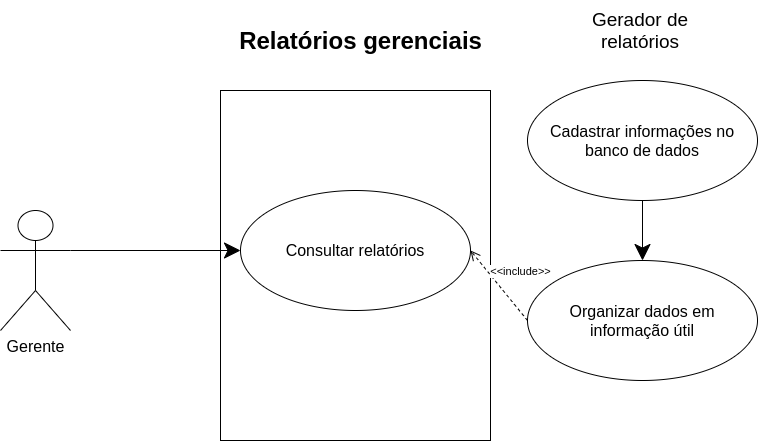 Relatórios gerenciais
Gerador de
relatórios
Cadastrar informações no
banco de dados
Consultar relatórios
<<include>>
Organizar dados em
informação útil
Gerente